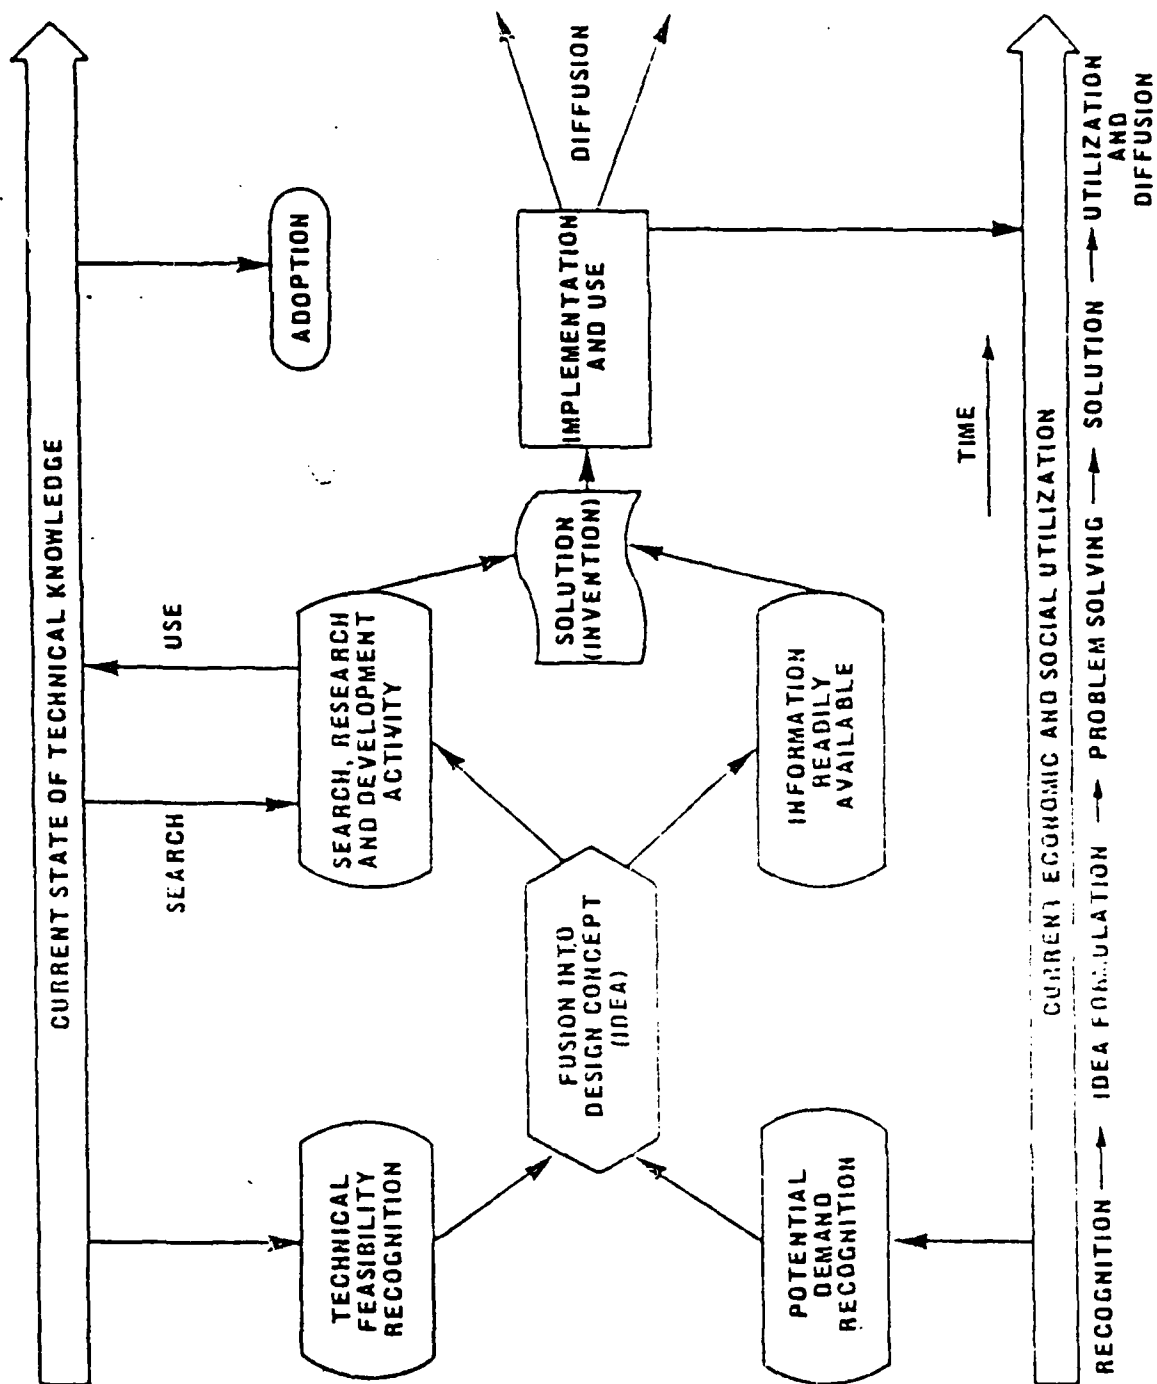 CURRENT STATE OF TECHNICAL KNOWLEDGE
SEARCH
USE
TECHNICAL
FEASIBILITY
RECOGNITION
SEARCH, RESEARCH
AND DEVELOPMENT
ACTIVITY
ADOPTION
FUSION INTO
DESIGN CONCEPT
(IDEA)
SOLUTION
(INVENTION)
IMPLEMENTATION
AND USE
DIFFUSION
POTENTIAL
DEMAND
RECOGNITION
INFORMATION
READILY
AVAILABLE
TIME
CURRENT ECONOMIC AND SOCIAL UTILIZATION
RECOGNITION → IDEA FORMULATION → PROBLEM SOLVING → SOLUTION → UTILIZATION
AND
DIFFUSION